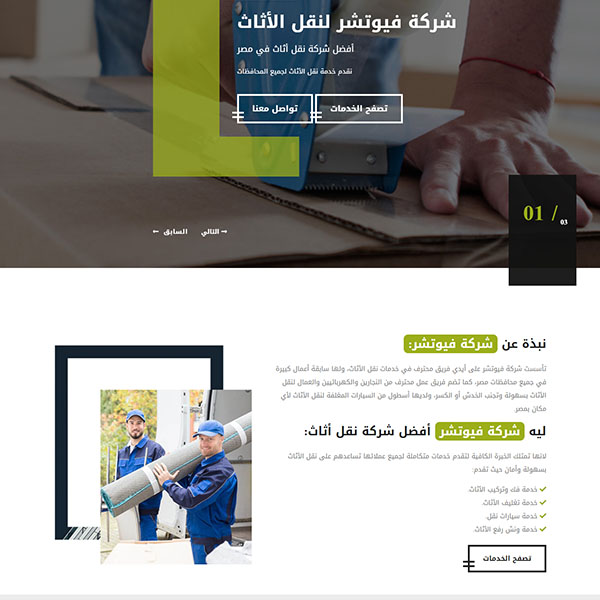 شركة فيوتشر لنقل الأثاث
أفضل شركة نقل أثاث في مصر
نقدم خدمة نقل الأثاث لجميع المحافظات
تصفح الخدمات
تواصل معنا
01 / 03
التالي
السابق
نبذة عن شركة فيوتشر:
تأسست شركة فيوتشر على أيدي فريق محترف في خدمات نقل الأثاث، ولها سابقة أعمال كبيرة
في جميع محافظات مصر، كما تضم فريق عمل محترف من النجارين والكهربائيين والعمال لنقل
الأثاث بسهولة وتجنب الخدش أو الكسر، ولديها أسطول من السيارات المغلقة لنقل الأثاث لأي
مكان بمصر.
ليه شركة فيوتشر أفضل شركة نقل أثاث:
لانها تمتلك الخبرة الكافية لتقدم خدمات متكاملة لجميع عملائها تساعدهم على نقل الأثاث
بسهولة وأمان حيث تقدم:
خدمة فك وتركيب الأثاث
خدمة تغليف الأثاث.
خدمة سيارات نقل.
خدمة ونش رفع الأثاث.
تصفح الخدمات